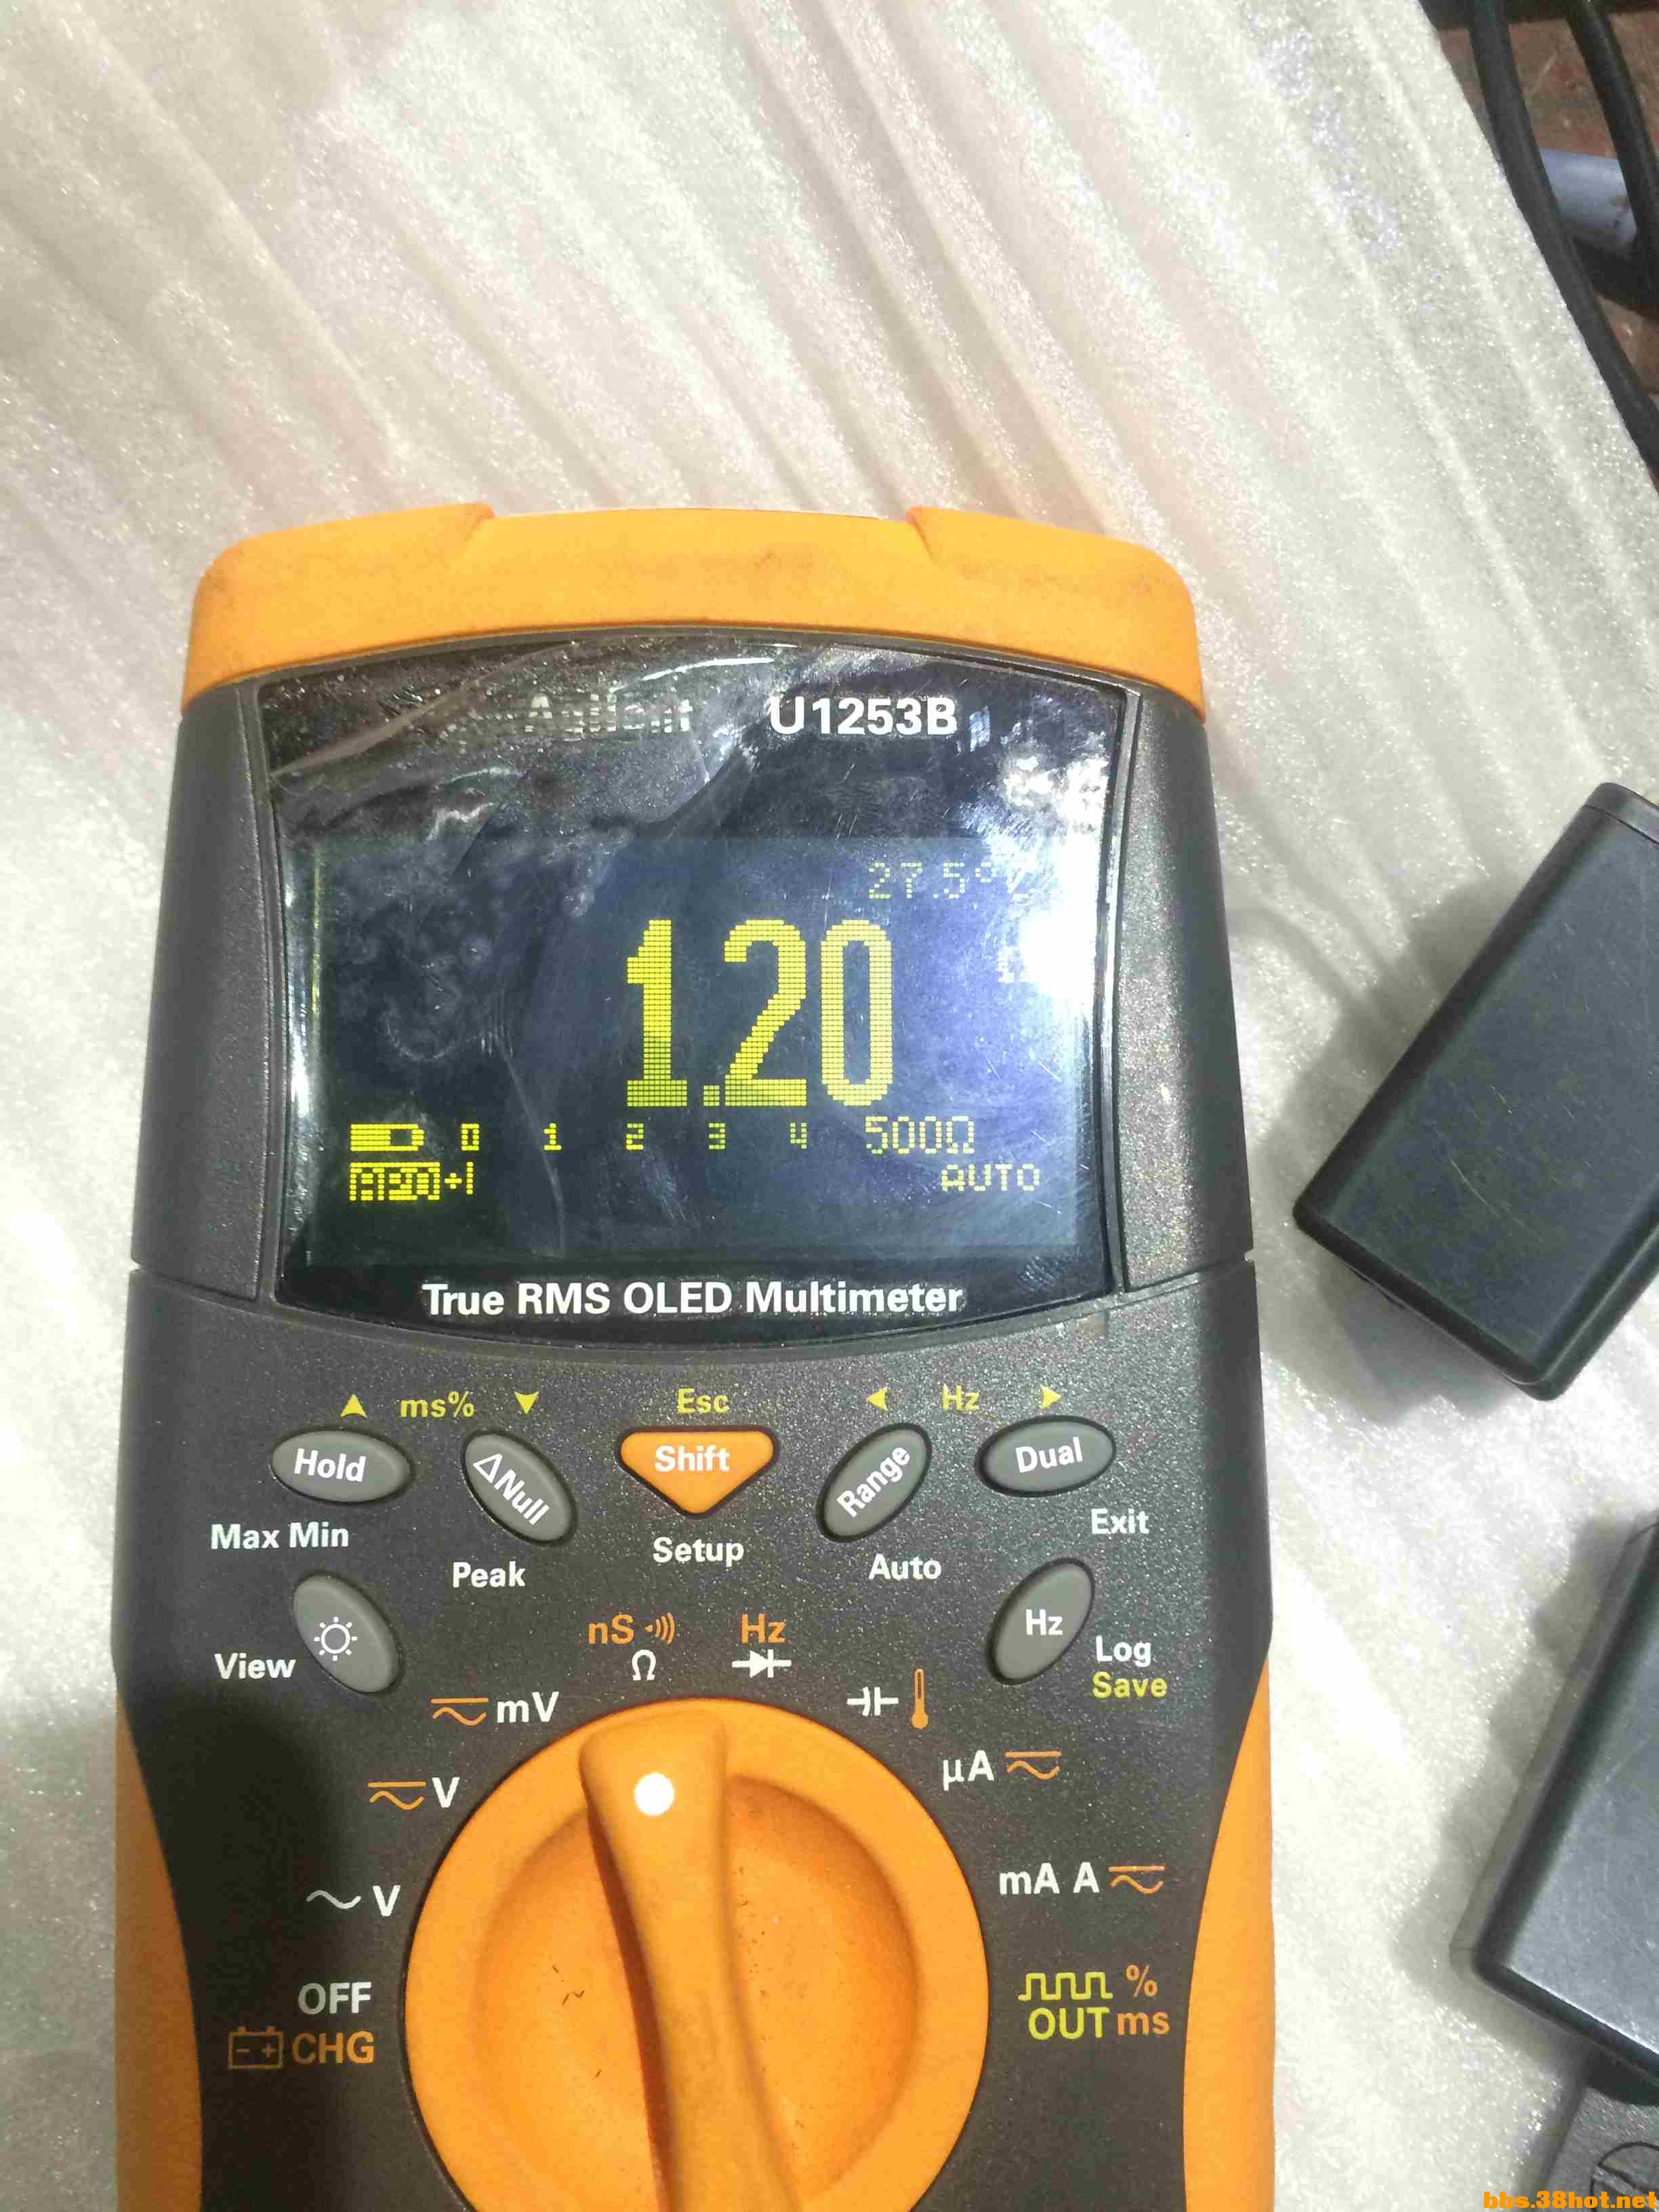 Agilent U1253B
27.5°C
1.20
0 1 2 3 4 500Ω
AUTO
True RMS OLED Multimeter
ms% Esc Hz
Hold ΔNull Shift Range Dual
Max Min Peak Setup Auto Exit
View Hz Log
Save
nS Hz
Ω
mV
V
~V
OFF
CHG
μA
mA A
%
OUT ms
bbs.38hot.net